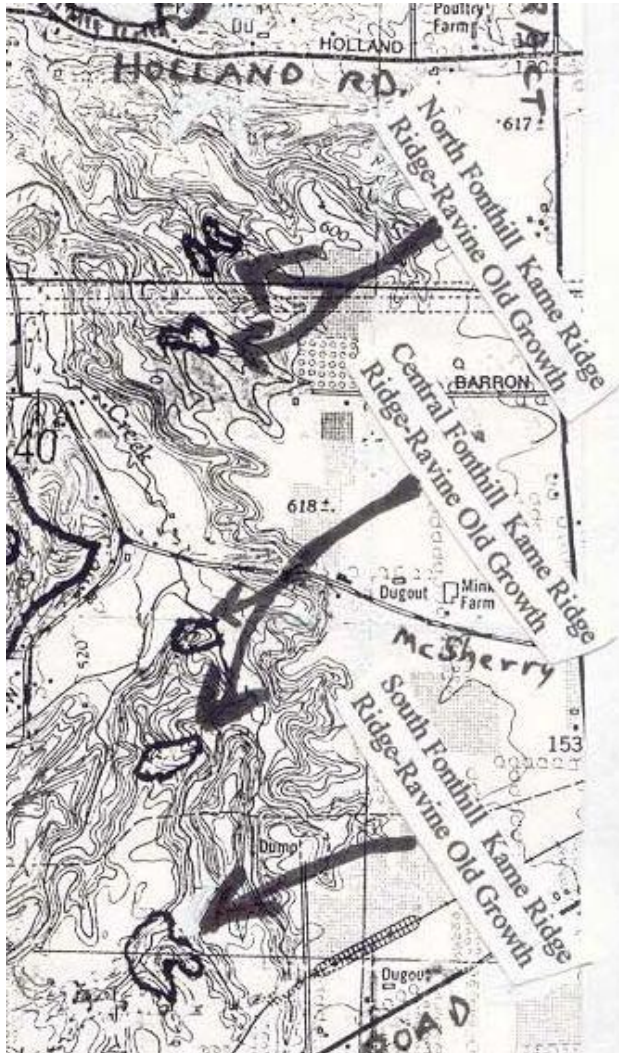 Poultry
Farm
HOLLAND
HOLLAND RD.
617±
North Fonthill Kame Ridge
Ridge-Ravine Old Growth
600
BARRON
Central Fonthill Kame Ridge
Ridge-Ravine Old Growth
40
Creek
618±
Dugout
Mink
Farm
McSherry
520
South Fonthill Kame Ridge
Ridge-Ravine Old Growth
153
Dump
Dugout
ROAD